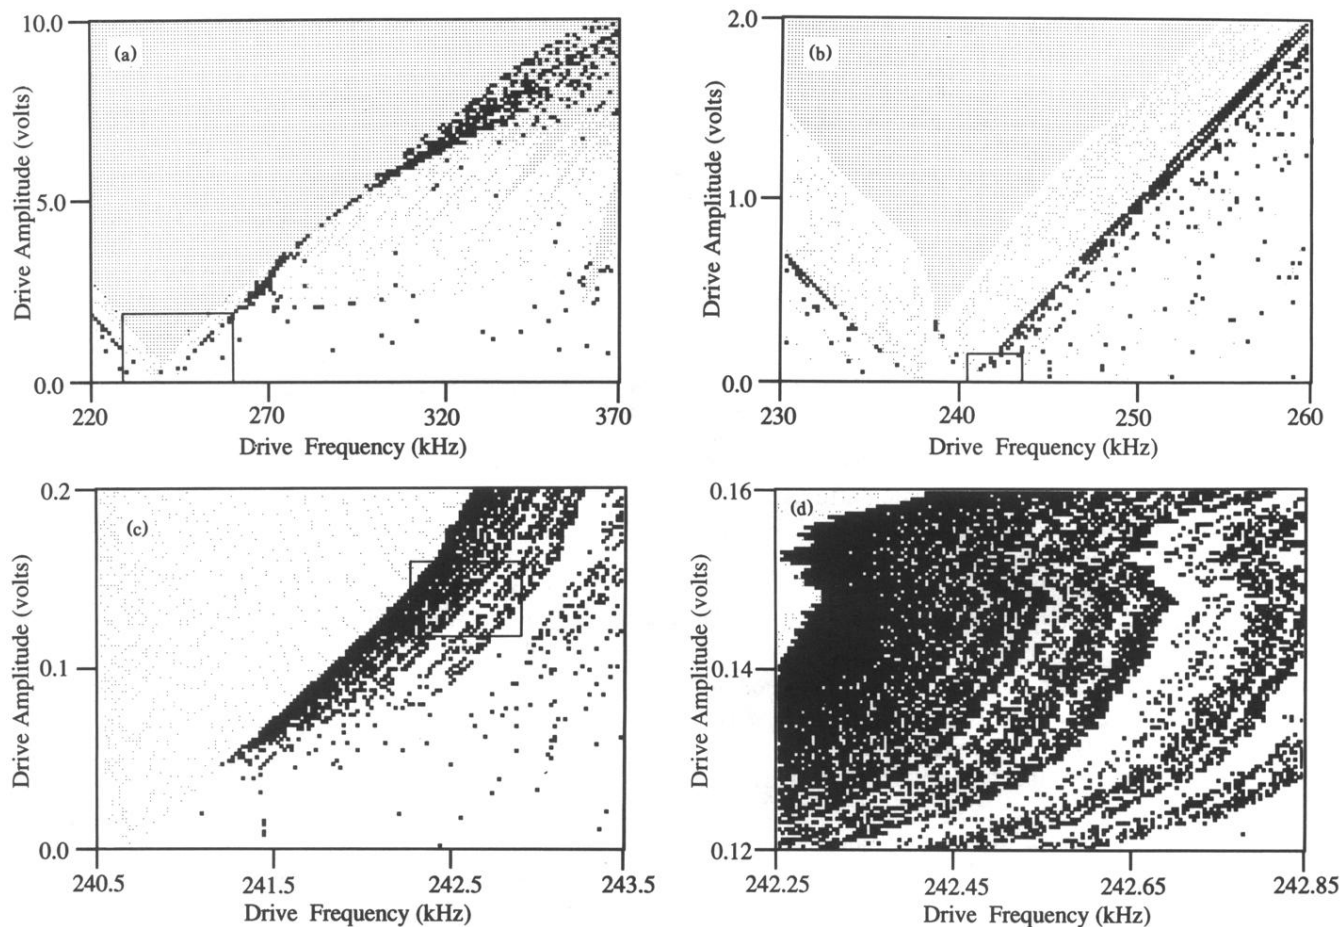 10.0
(a)
5.0
0.0
220
270
320
370
Drive Frequency (kHz)
Drive Amplitude (volts)
2.0
(b)
1.0
0.0
230
240
250
260
Drive Frequency (kHz)
Drive Amplitude (volts)
0.2
(c)
0.1
0.0
240.5
241.5
242.5
243.5
Drive Frequency (kHz)
Drive Amplitude (volts)
0.16
(d)
0.14
0.12
242.25
242.45
242.65
242.85
Drive Frequency (kHz)
Drive Amplitude (volts)